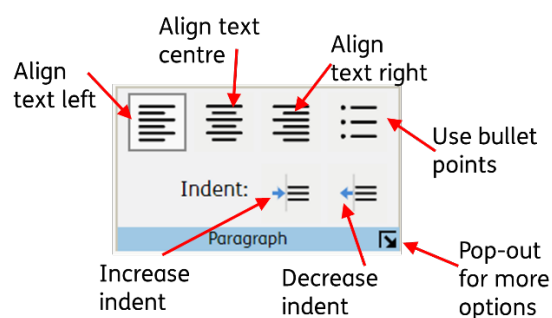 Align text
centre
Align
text right
Align
text left
Use bullet
points
Indent:
Paragraph
Increase
indent
Decrease
indent
Pop-out
for more
options